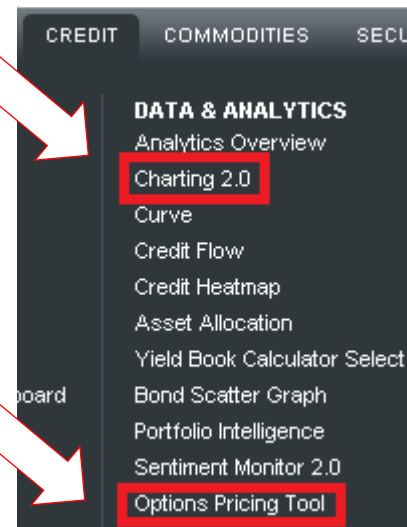 CREDIT COMMODITIES SECU
DATA & ANALYTICS
Analytics Overview
Charting 2.0
Curve
Credit Flow
Credit Heatmap
Asset Allocation
Yield Book Calculator Select
board Bond Scatter Graph
Portfolio Intelligence
Sentiment Monitor 2.0
Options Pricing Tool